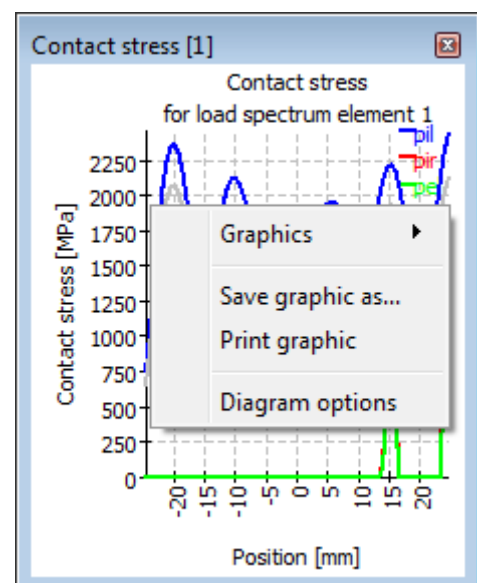 Contact stress [1]
Contact stress
for load spectrum element 1
pil
pir
pe
2250
2000
1750
1500
1250
1000
750
500
250
0
Contact stress [MPa]
Graphics
Save graphic as...
Print graphic
Diagram options
-20
-15
-10
-5
0
5
10
15
20
Position [mm]